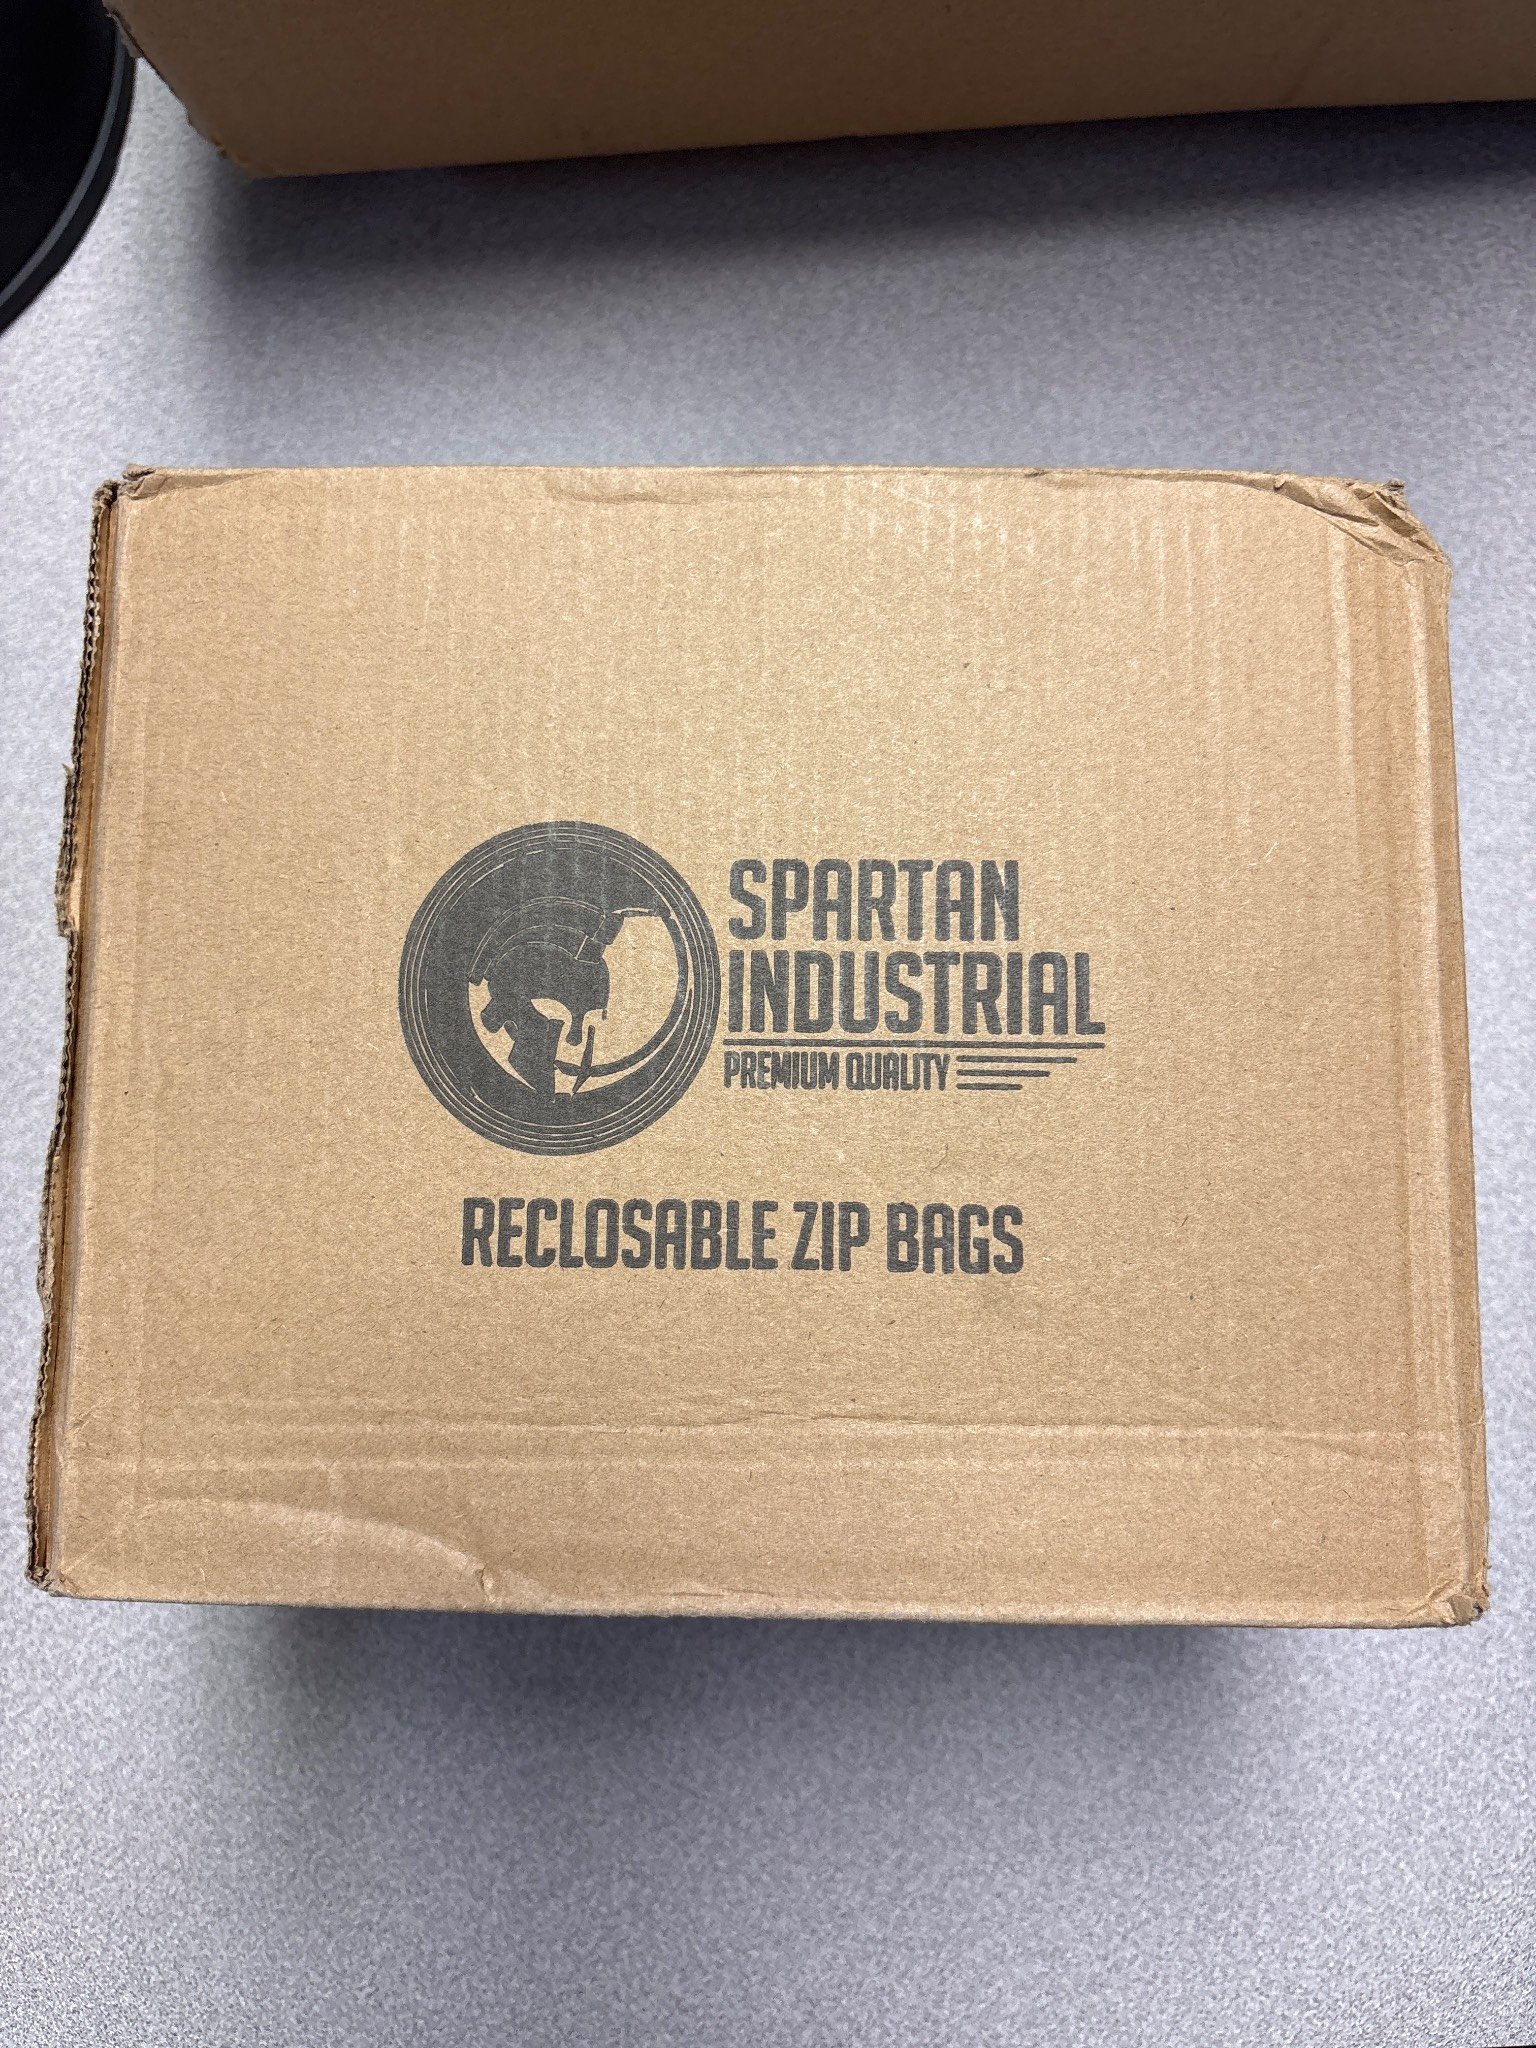 SPARTAN
INDUSTRIAL
PREMIUM QUALITY
RECLOSABLE ZIP BAGS